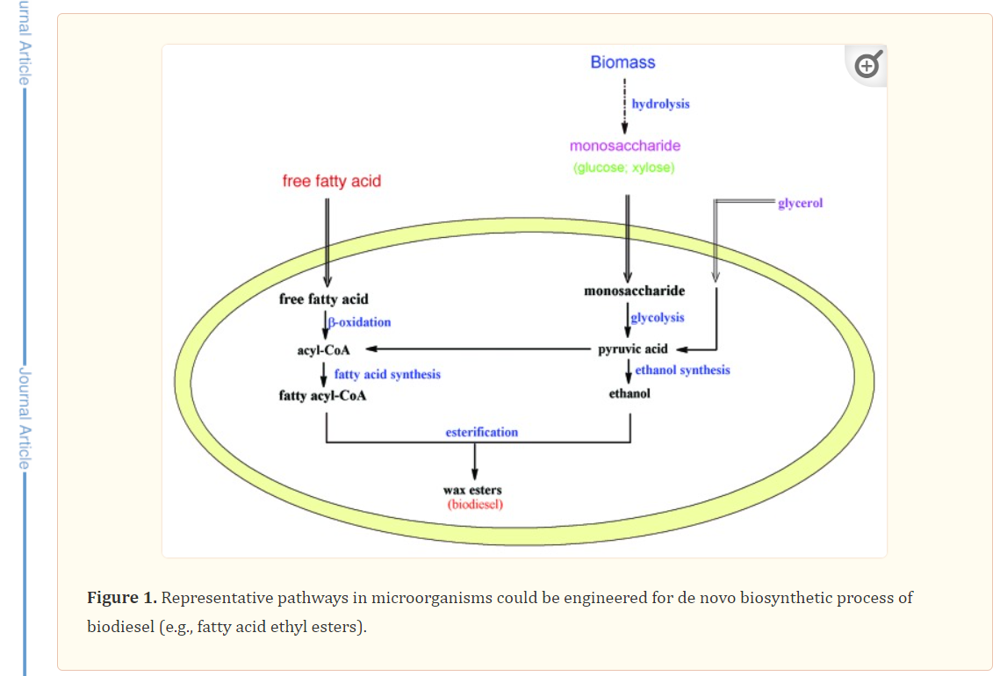 urnal Article
Journal Article
Biomass
hydrolysis
monosaccharide
(glucose; xylose)
free fatty acid
glycerol
free fatty acid
monosaccharide
β-oxidation
glycolysis
acyl-CoA
pyruvic acid
fatty acid synthesis
ethanol synthesis
fatty acyl-CoA
ethanol
esterification
wax esters
(biodiesel)
Figure 1. Representative pathways in microorganisms could be engineered for de novo biosynthetic process of
biodiesel (e.g., fatty acid ethyl esters).